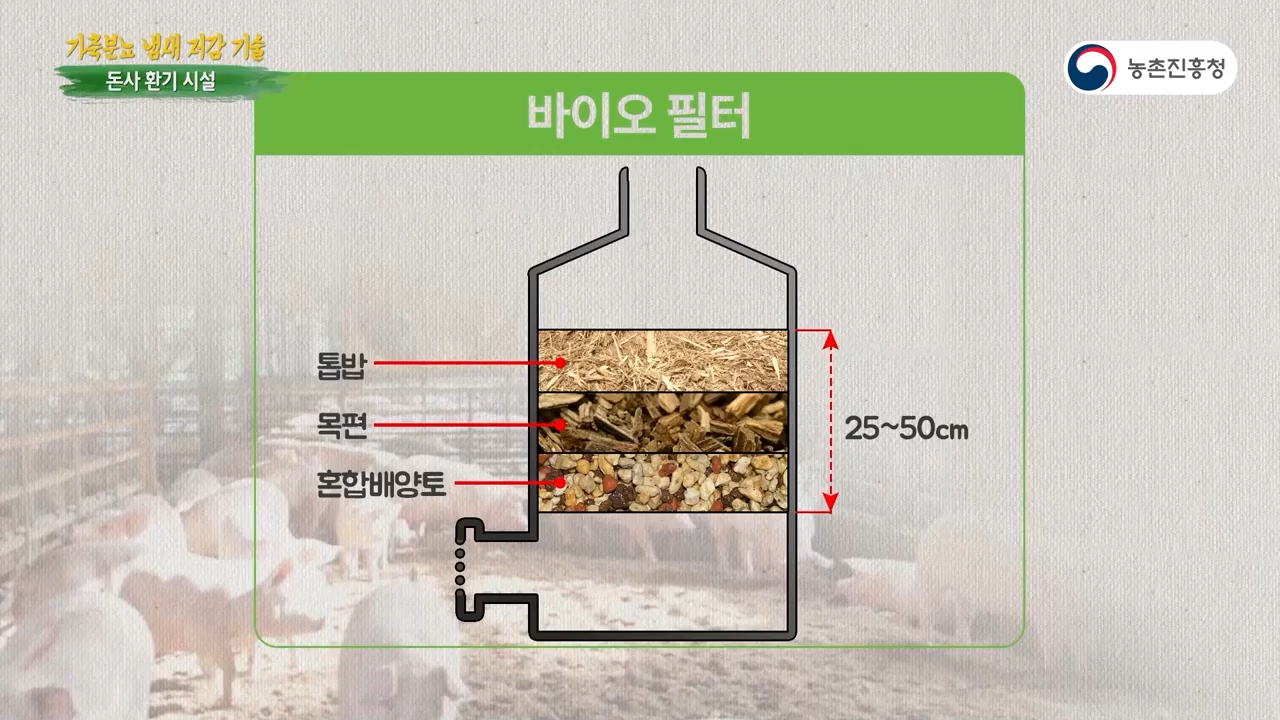 가축분뇨 냄새 저감 기술
돈사 환기 시설
농촌진흥청
바이오 필터
톱밥
목편
혼합배양토
25~50cm